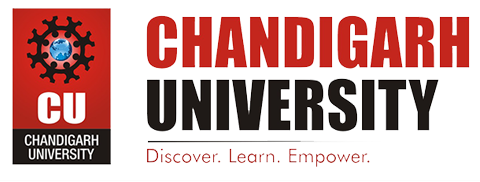 CU
CHANDIGARH
UNIVERSITY
CHANDIGARH
UNIVERSITY
Discover. Learn. Empower.